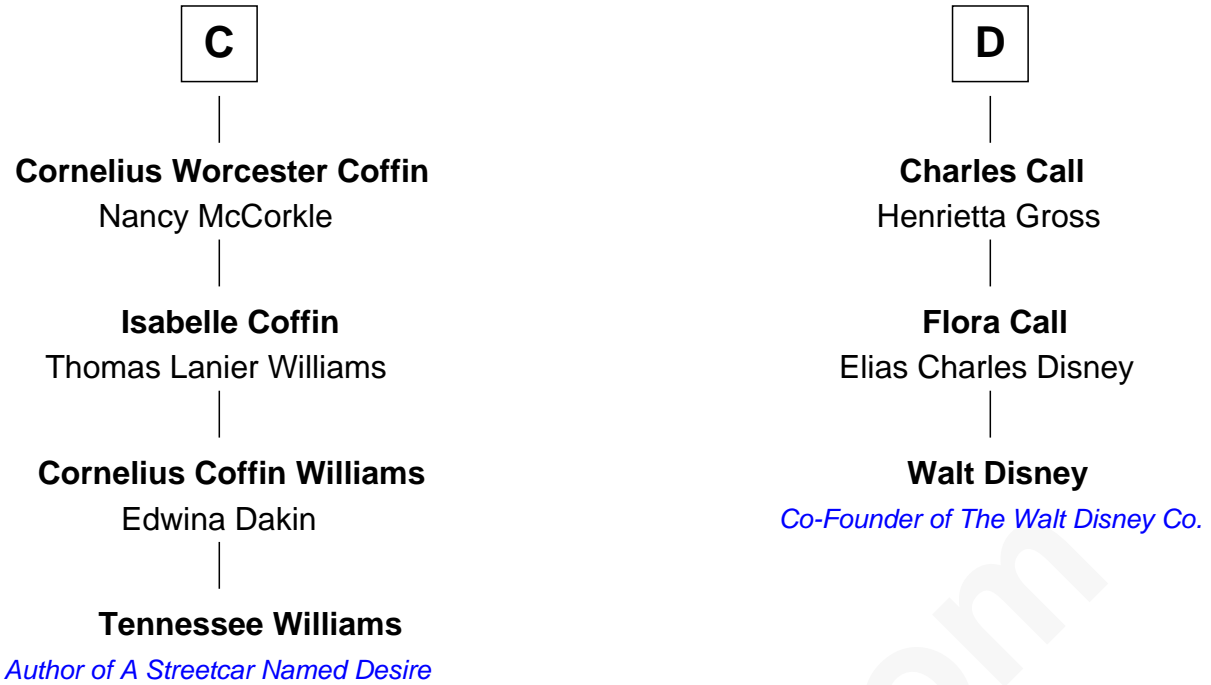 C
Cornelius Worcester Coffin
Nancy McCorkle
Isabelle Coffin
Thomas Lanier Williams
Cornelius Coffin Williams
Edwina Dakin
Tennessee Williams
Author of A Streetcar Named Desire
D
Charles Call
Henrietta Gross
Flora Call
Elias Charles Disney
Walt Disney
Co-Founder of The Walt Disney Co.
om